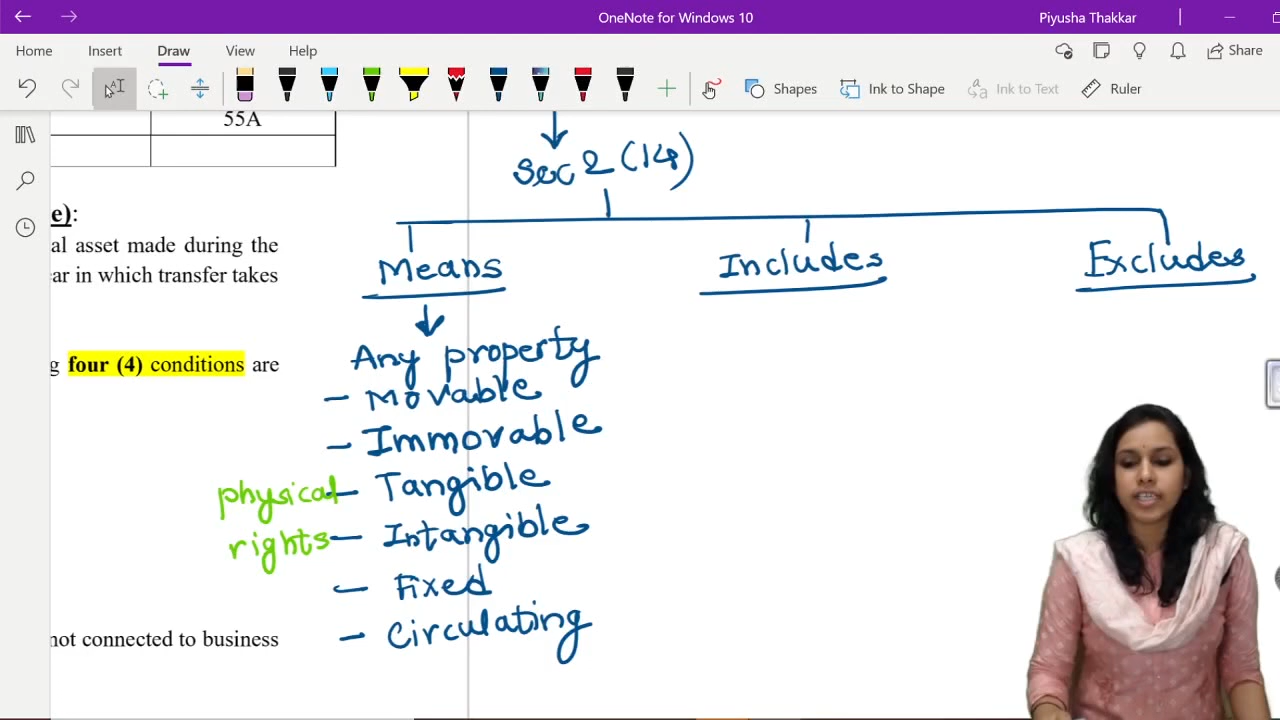 OneNote for Windows 10
Piyusha Thakkar
Home Insert Draw View Help
Share
Shapes
Ink to Shape
Ink to Text
Ruler
55A
e):
al asset made during the
ear in which transfer takes
g four (4) conditions are
not connected to business
Sec 2 (14)
Means
Includes
Excludes
Any property
- Movable
- Immovable
physical - Tangible
rights - Intangible
- Fixed
- Circulating